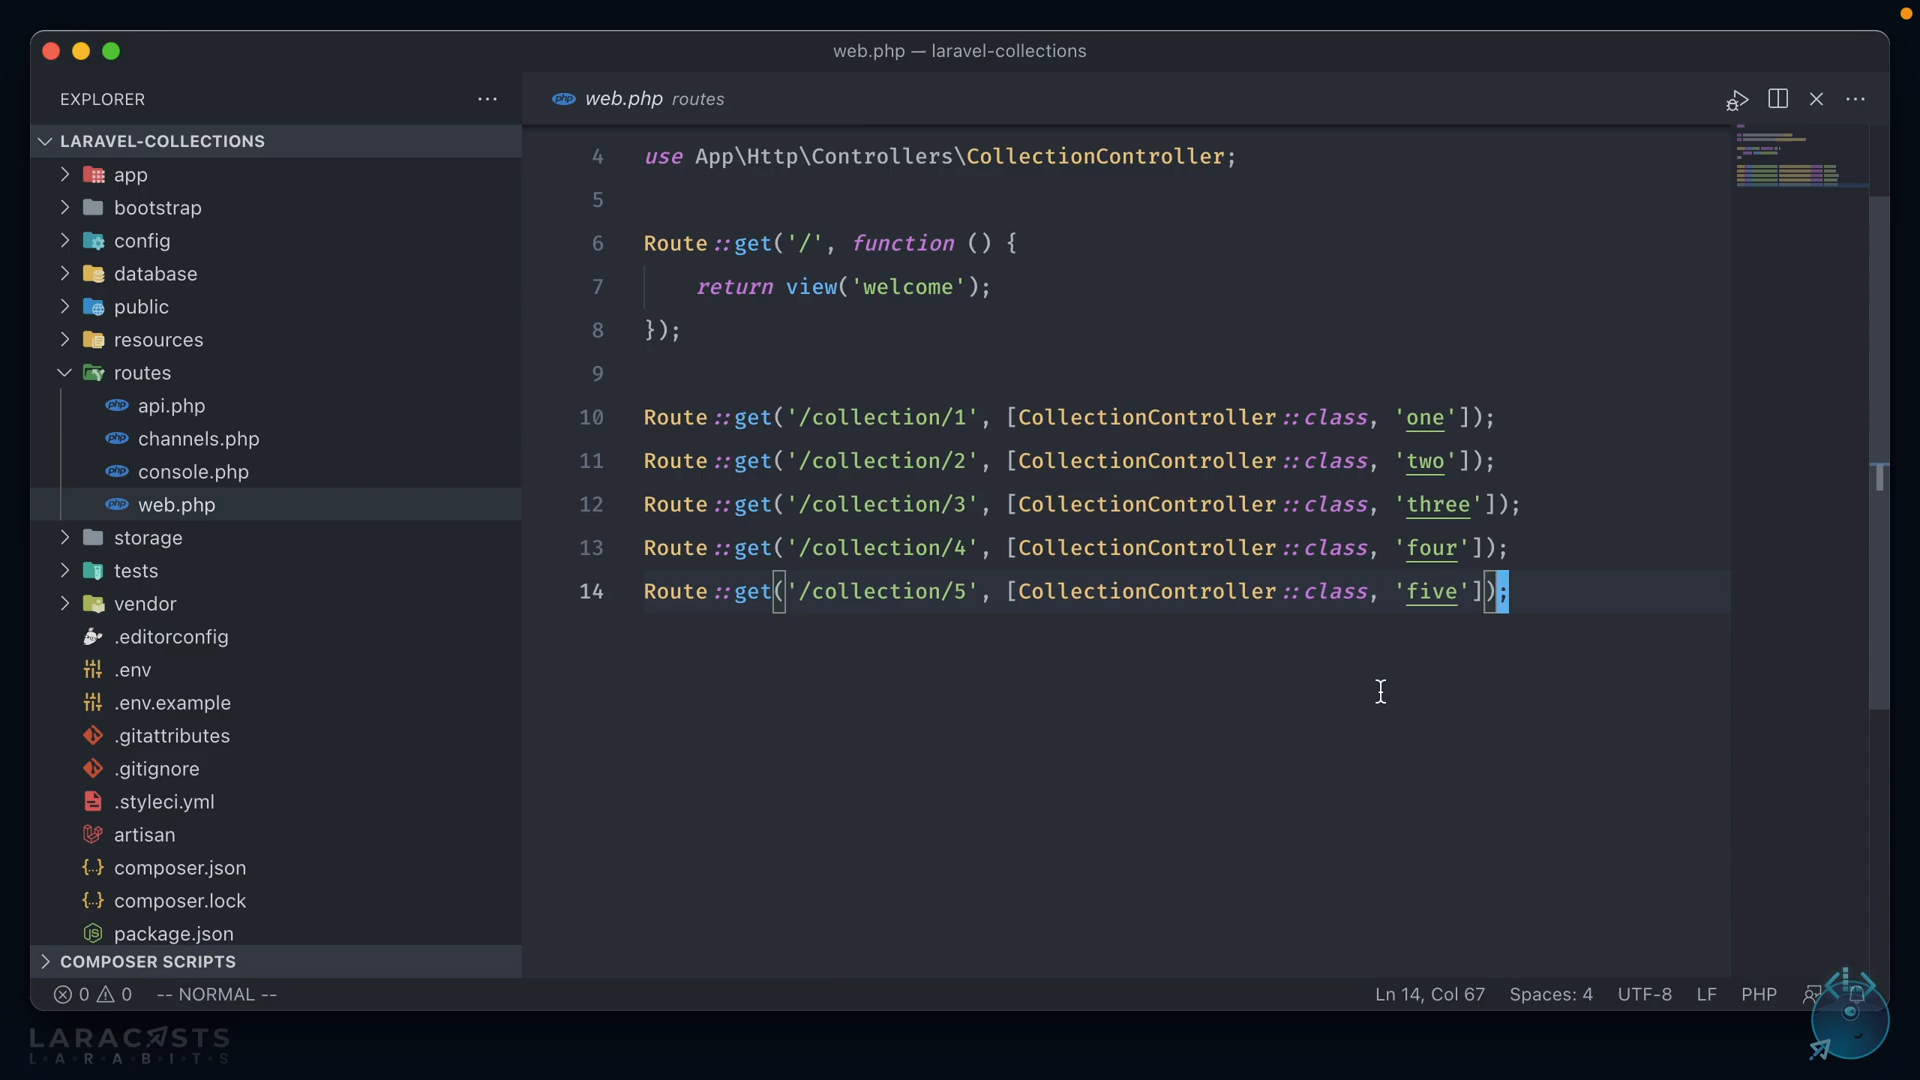 web.php — laravel-collections
EXPLORER
LARAVEL-COLLECTIONS
app
bootstrap
config
database
public
resources
routes
api.php
channels.php
console.php
web.php
storage
tests
vendor
.editorconfig
.env
.env.example
.gitattributes
.gitignore
.styleci.yml
artisan
composer.json
composer.lock
package.json
COMPOSER SCRIPTS
web.php routes
4 use App\Http\Controllers\CollectionController;
5
6 Route::get('/', function () {
7 return view('welcome');
8 });
9
10 Route::get('/collection/1', [CollectionController::class, 'one']);
11 Route::get('/collection/2', [CollectionController::class, 'two']);
12 Route::get('/collection/3', [CollectionController::class, 'three']);
13 Route::get('/collection/4', [CollectionController::class, 'four']);
14 Route::get('/collection/5', [CollectionController::class, 'five']);
0 0 -- NORMAL -- Ln 14, Col 67 Spaces: 4 UTF-8 LF PHP
LARACASTS
L·A·R·A·B·I·T·S